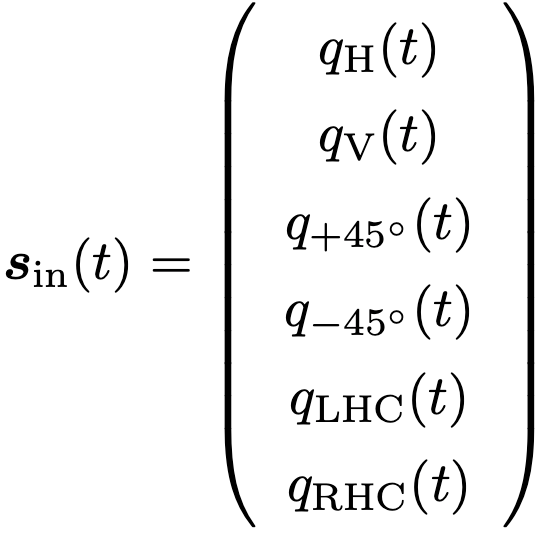 q_H(t)
q_V(t)
q_{+45°}(t)
s_in(t) =
q_{-45°}(t)
q_LHC(t)
q_RHC(t)